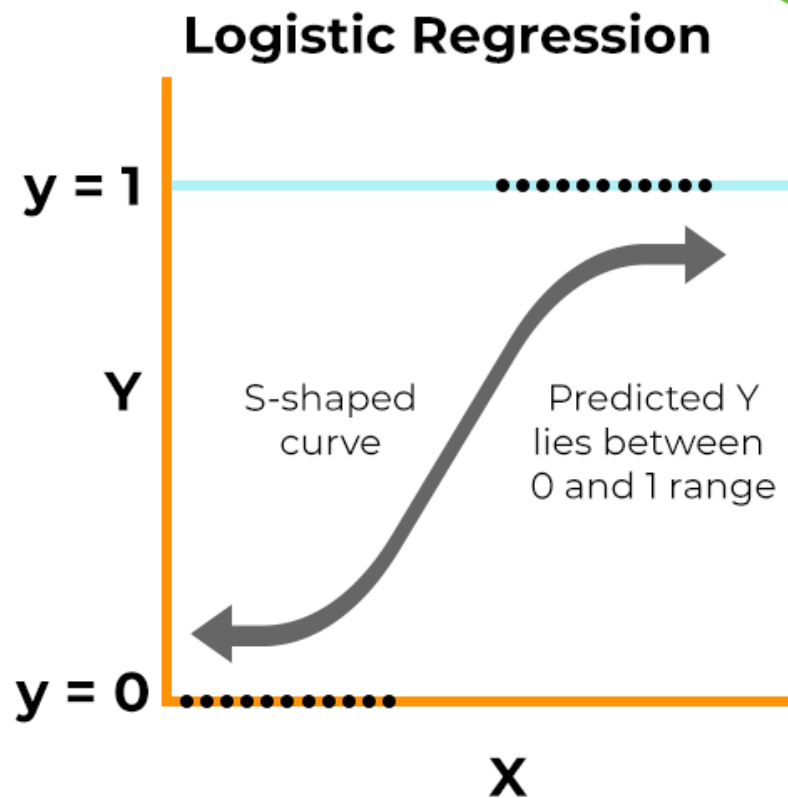 Logistic Regression
y = 1
Y
S-shaped
curve
Predicted Y
lies between
0 and 1 range
y = 0
X